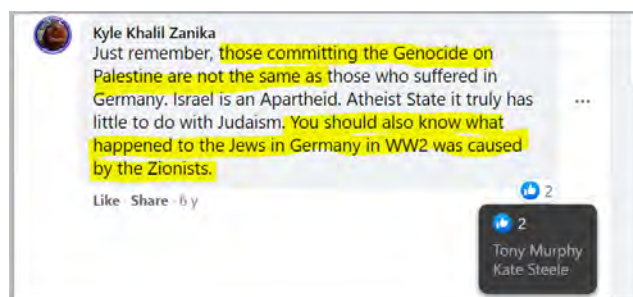 Kyle Khalil Zanika
Just remember, those committing the Genocide on
Palestine are not the same as those who suffered in
Germany. Israel is an Apartheid. Atheist State it truly has
little to do with Judaism. You should also know what
happened to the Jews in Germany in WW2 was caused
by the Zionists.
Like · Share · 6 y
2
2
Tony Murphy
Kate Steele